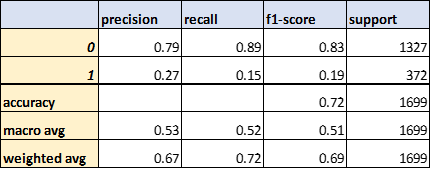 precision recall f1-score support
0 0.79 0.89 0.83 1327
1 0.27 0.15 0.19 372
accuracy 0.72 1699
macro avg 0.53 0.52 0.51 1699
weighted avg 0.67 0.72 0.69 1699